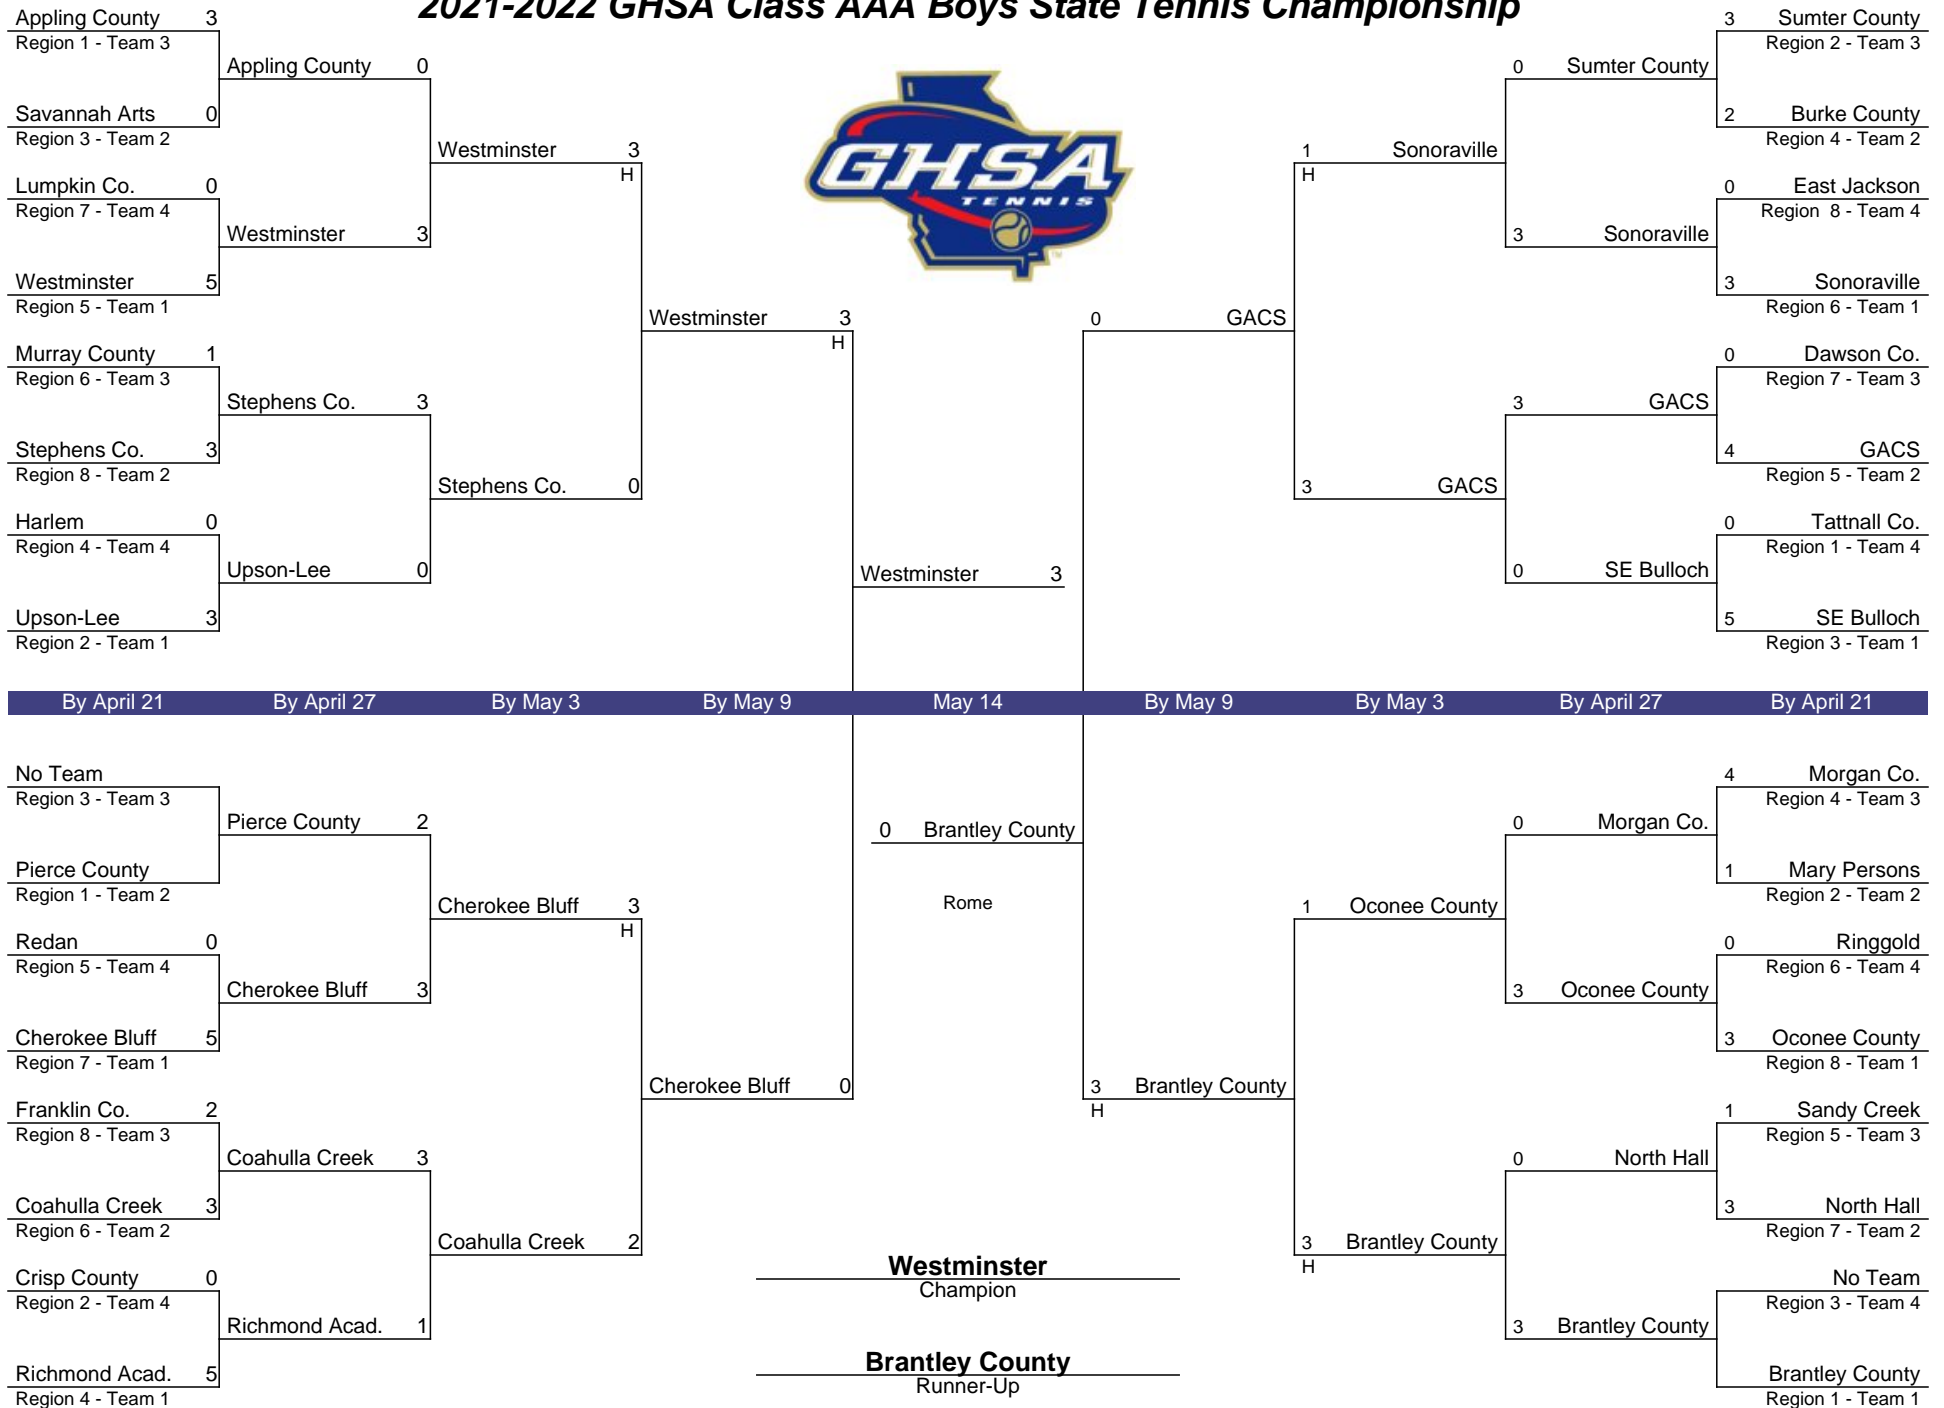 2021-2022 GHSA Class AAA Boys State Tennis Championship
Appling County 3
Region 1 - Team 3
Savannah Arts 0
Region 3 - Team 2
Lumpkin Co. 0
Region 7 - Team 4
Westminster 5
Region 5 - Team 1
Murray County 1
Region 6 - Team 3
Stephens Co. 3
Region 8 - Team 2
Harlem 0
Region 4 - Team 4
Upson-Lee 3
Region 2 - Team 1
Appling County 0
Westminster 3
Stephens Co. 3
Upson-Lee 0
Westminster 3
H
Stephens Co. 0
Westminster 3
H
Westminster 3
GHSA
TENNIS
TM
0 GACS
1 Sonoraville
H
3 GACS
0 Sumter County
3 Sonoraville
3 GACS
0 SE Bulloch
3 Sumter County
Region 2 - Team 3
2 Burke County
Region 4 - Team 2
0 East Jackson
Region 8 - Team 4
3 Sonoraville
Region 6 - Team 1
0 Dawson Co.
Region 7 - Team 3
4 GACS
Region 5 - Team 2
0 Tattnall Co.
Region 1 - Team 4
5 SE Bulloch
Region 3 - Team 1
By April 21 By April 27 By May 3 By May 9 May 14 By May 9 By May 3 By April 27 By April 21
No Team
Region 3 - Team 3
Pierce County
Region 1 - Team 2
Redan 0
Region 5 - Team 4
Cherokee Bluff 5
Region 7 - Team 1
Franklin Co. 2
Region 8 - Team 3
Coahulla Creek 3
Region 6 - Team 2
Crisp County 0
Region 2 - Team 4
Richmond Acad. 5
Region 4 - Team 1
Pierce County 2
Cherokee Bluff 3
Coahulla Creek 3
Richmond Acad. 1
Cherokee Bluff 3
H
Coahulla Creek 2
Cherokee Bluff 0
0 Brantley County
Rome
3 Brantley County
H
1 Oconee County
3 Brantley County
H
0 Morgan Co.
3 Oconee County
0 North Hall
3 Brantley County
4 Morgan Co.
Region 4 - Team 3
1 Mary Persons
Region 2 - Team 2
0 Ringgold
Region 6 - Team 4
3 Oconee County
Region 8 - Team 1
1 Sandy Creek
Region 5 - Team 3
3 North Hall
Region 7 - Team 2
No Team
Region 3 - Team 4
Brantley County
Region 1 - Team 1
Westminster
Champion
Brantley County
Runner-Up